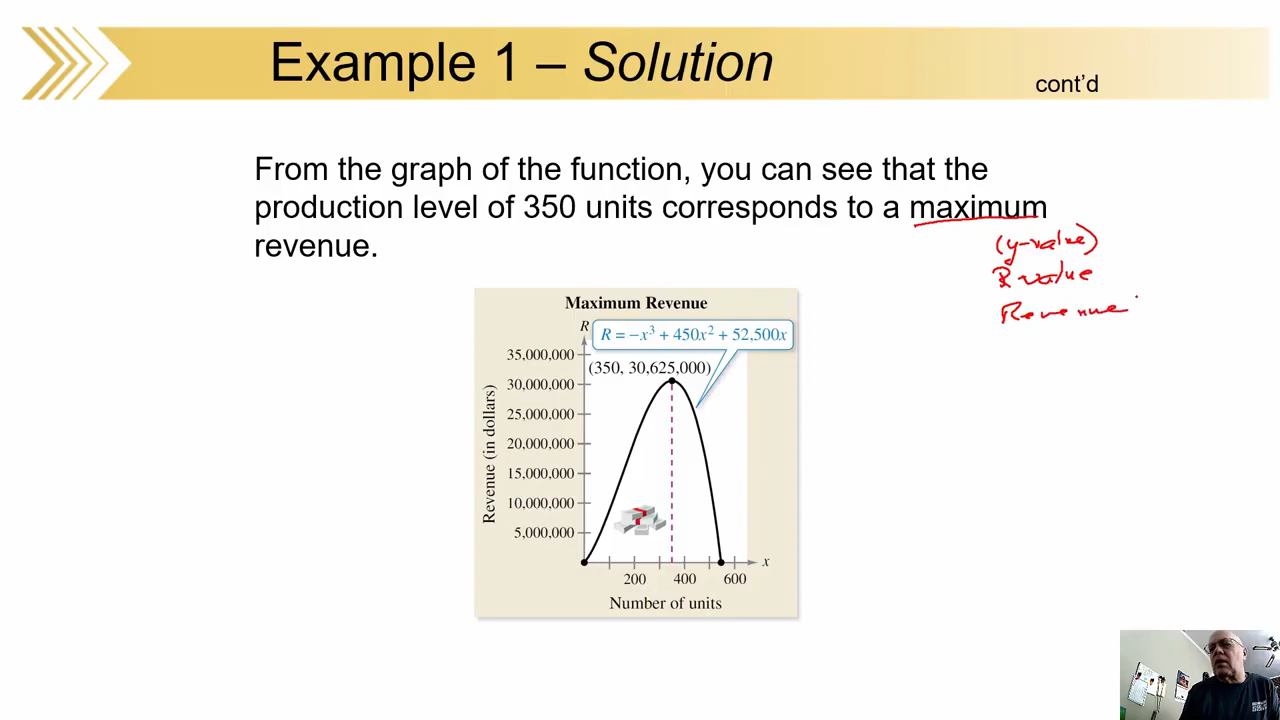 Example 1 – Solution
cont'd
From the graph of the function, you can see that the
production level of 350 units corresponds to a maximum
revenue.
(y-value)
R value
Revenue
Maximum Revenue
R
R = −x³ + 450x² + 52,500x
(350, 30,625,000)
35,000,000
30,000,000
25,000,000
20,000,000
15,000,000
10,000,000
5,000,000
Revenue (in dollars)
x
200 400 600
Number of units